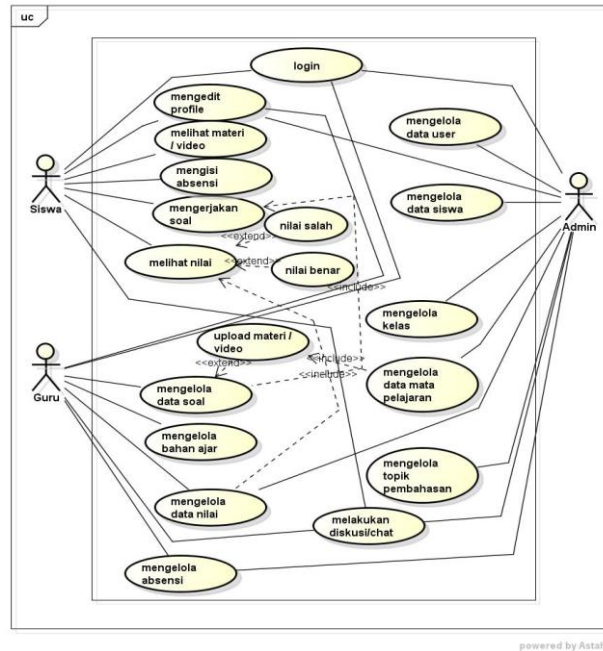 uc
login
mengedit
profile
melihat materi
/ video
mengisi
absensi
mengerjakan
soal
melihat nilai
nilai salah
<<extend>>
nilai benar
<<extend>>
<<include>>
mengelola
data user
mengelola
data siswa
Siswa
Admin
mengelola
kelas
upload materi /
video
<<extend>>
<<include>>
<<include>>
mengelola
data mata
pelajaran
Guru
mengelola
data soal
mengelola
bahan ajar
mengelola
data nilai
mengelola
topik
pembahasan
melakukan
diskusi/chat
mengelola
absensi
powered by Astah